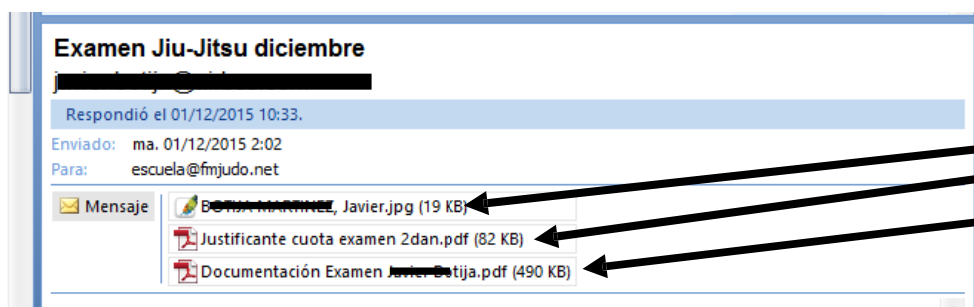 Examen Jiu-Jitsu diciembre
Respondió el 01/12/2015 10:33.
Enviado: ma. 01/12/2015 2:02
Para: escuela@fmjudo.net
Mensaje
, Javier.jpg (19 KB)
Justificante cuota examen 2dan.pdf (82 KB)
Documentación Examen tija.pdf (490 KB)